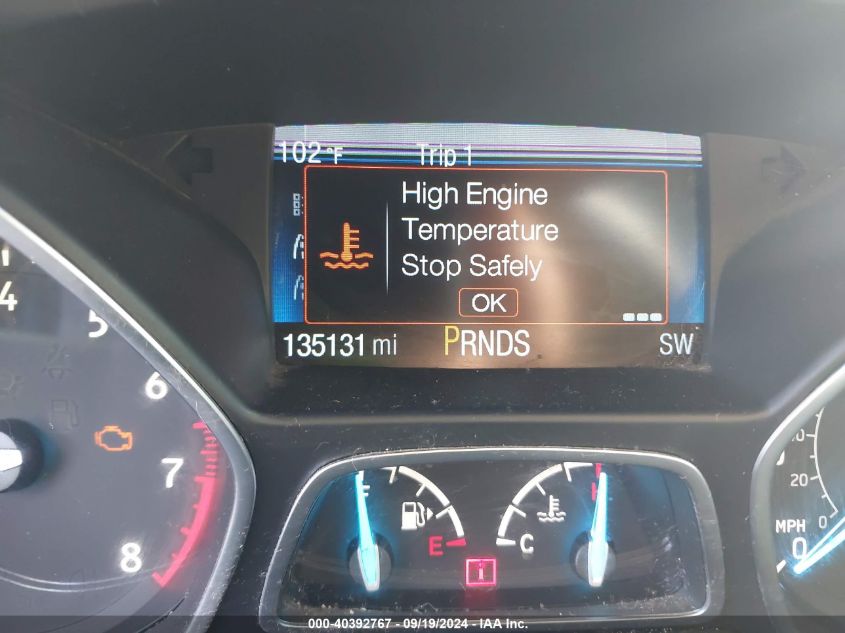 102°F Trip 1
High Engine
Temperature
Stop Safely
OK
135131 mi PRNDS SW
4
5
6
7
8
F
E
C
H
i
20
0
MPH
0
000-40392767 - 09/19/2024 - IAA Inc.